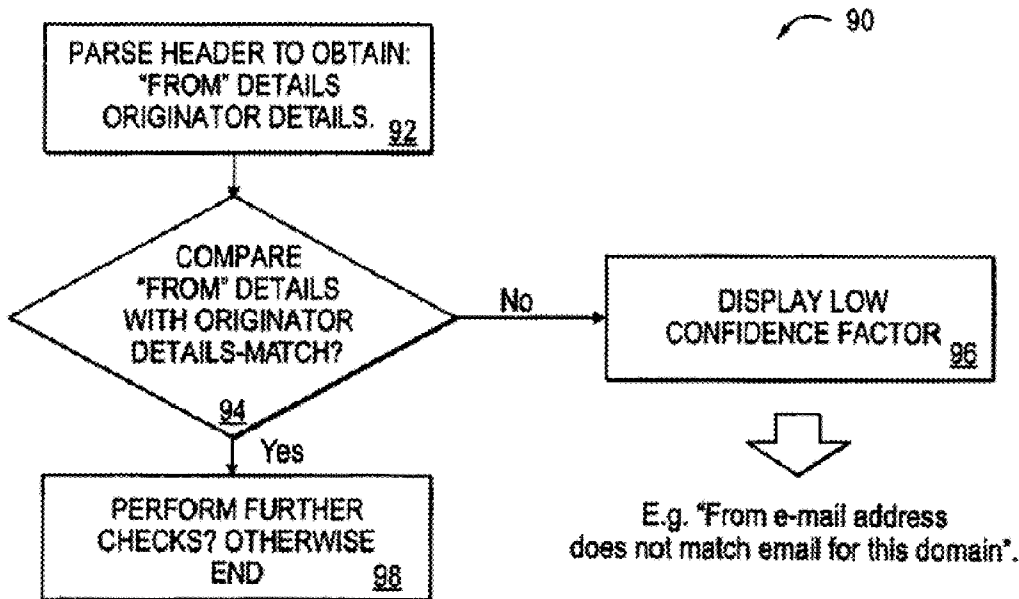 90
PARSE HEADER TO OBTAIN:
"FROM" DETAILS
ORIGINATOR DETAILS.
92
COMPARE
"FROM" DETAILS
WITH ORIGINATOR
DETAILS-MATCH?
94
No
DISPLAY LOW
CONFIDENCE FACTOR
96
Yes
PERFORM FURTHER
CHECKS? OTHERWISE
END
98
E.g. "From e-mail address
does not match email for this domain".